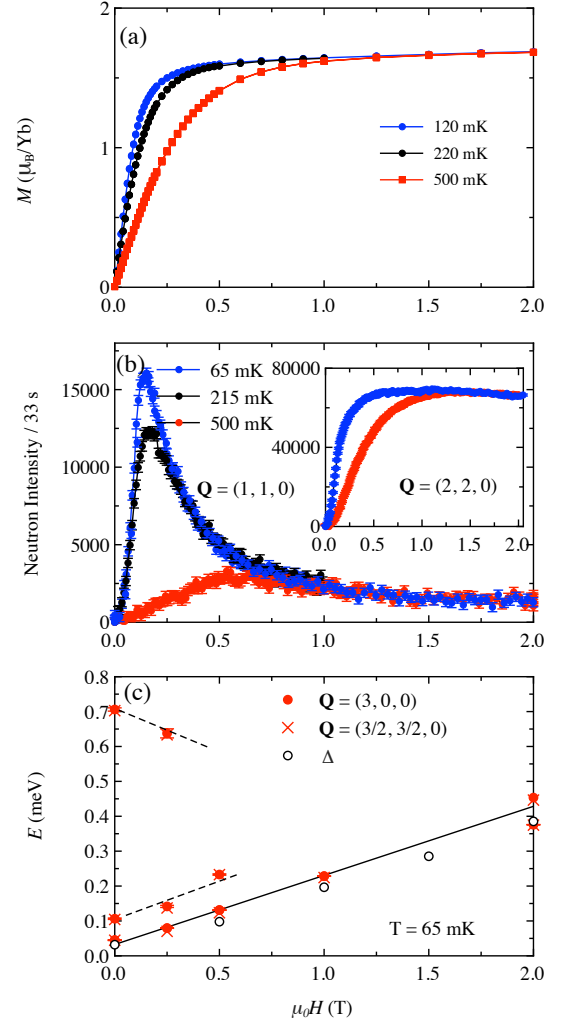 (a)
2
1
0
M (μB/Yb)
120 mK
220 mK
500 mK
0.0 0.5 1.0 1.5 2.0
(b)
15000
10000
5000
0
Neutron Intensity / 33 s
65 mK
215 mK
500 mK
Q = (1, 1, 0)
80000
40000
0
0.0 0.5 1.0 1.5 2.0
Q = (2, 2, 0)
0.0 0.5 1.0 1.5 2.0
(c)
0.8
0.7
0.6
0.5
0.4
0.3
0.2
0.1
0.0
E (meV)
Q = (3, 0, 0)
Q = (3/2, 3/2, 0)
Δ
T = 65 mK
0.0 0.5 1.0 1.5 2.0
μ0H (T)